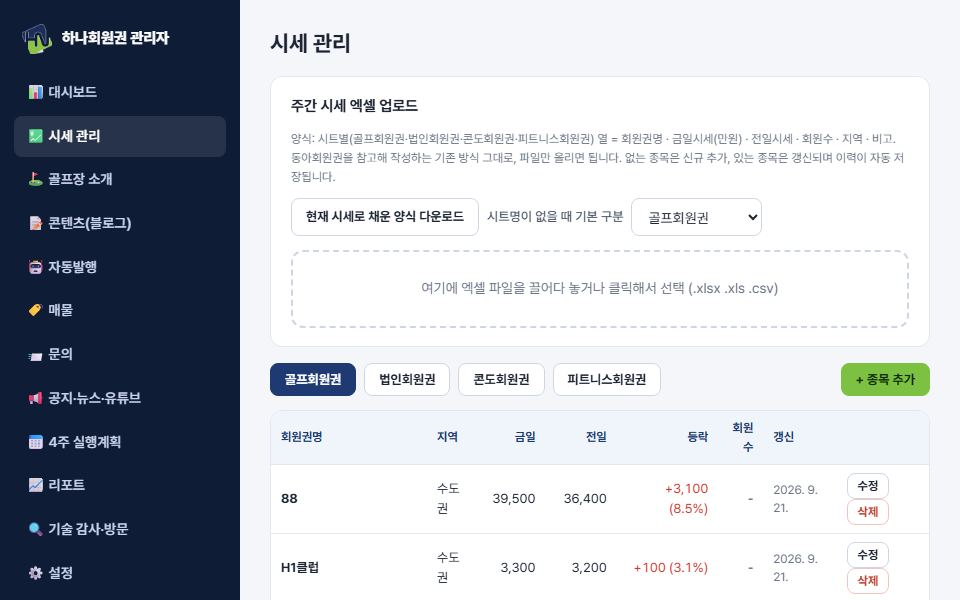 하나회원권 관리자
대시보드
시세 관리
골프장 소개
콘텐츠(블로그)
자동발행
매물
문의
공지·뉴스·유튜브
4주 실행계획
리포트
기술 감사·방문
설정
시세 관리
주간 시세 엑셀 업로드
양식: 시트별(골프회원권·법인회원권·콘도회원권·피트니스회원권) 열 = 회원권명 · 금일시세(만원) · 전일시세 · 회원수 · 지역 · 비고.
동아회원권을 참고해 작성하는 기존 방식 그대로, 파일만 올리면 됩니다. 없는 종목은 신규 추가, 있는 종목은 갱신되며 이력이 자동 저
장됩니다.
현재 시세로 채운 양식 다운로드 시트명이 없을 때 기본 구분 골프회원권
여기에 엑셀 파일을 끌어다 놓거나 클릭해서 선택 (.xlsx .xls .csv)
골프회원권 법인회원권 콘도회원권 피트니스회원권 + 종목 추가
회원권명 지역 금일 전일 등락 회원
수 갱신
88 수도
권 39,500 36,400 +3,100
(8.5%) - 2026. 9.
21. 수정
삭제
H1클럽 수도
권 3,300 3,200 +100 (3.1%) - 2026. 9.
21. 수정
삭제